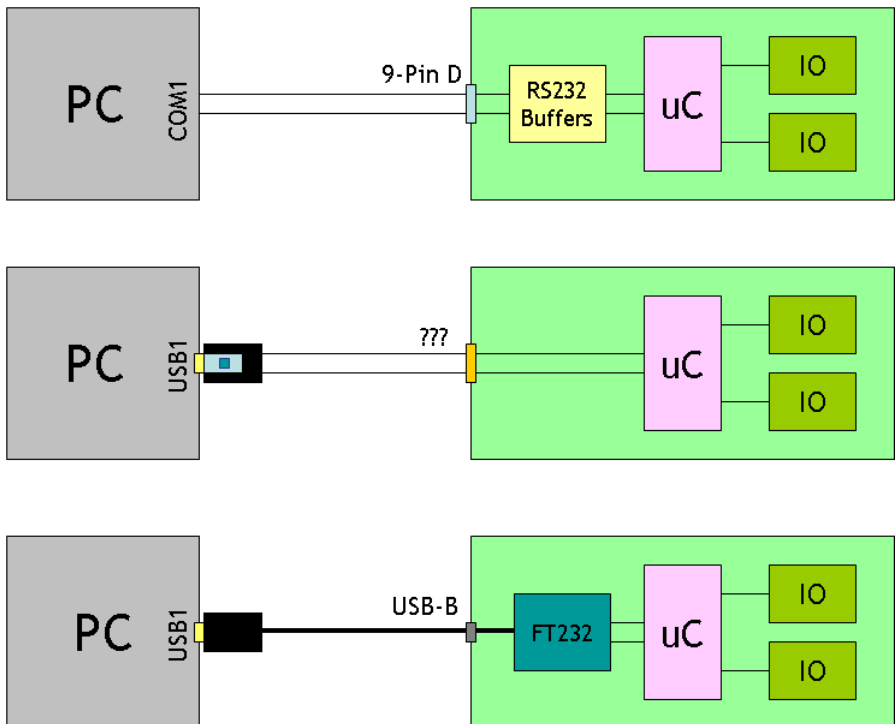 PC
COM1
9-Pin D
RS232
Buffers
uC
IO
IO
PC
USB1
???
uC
IO
IO
PC
USB1
USB-B
FT232
uC
IO
IO